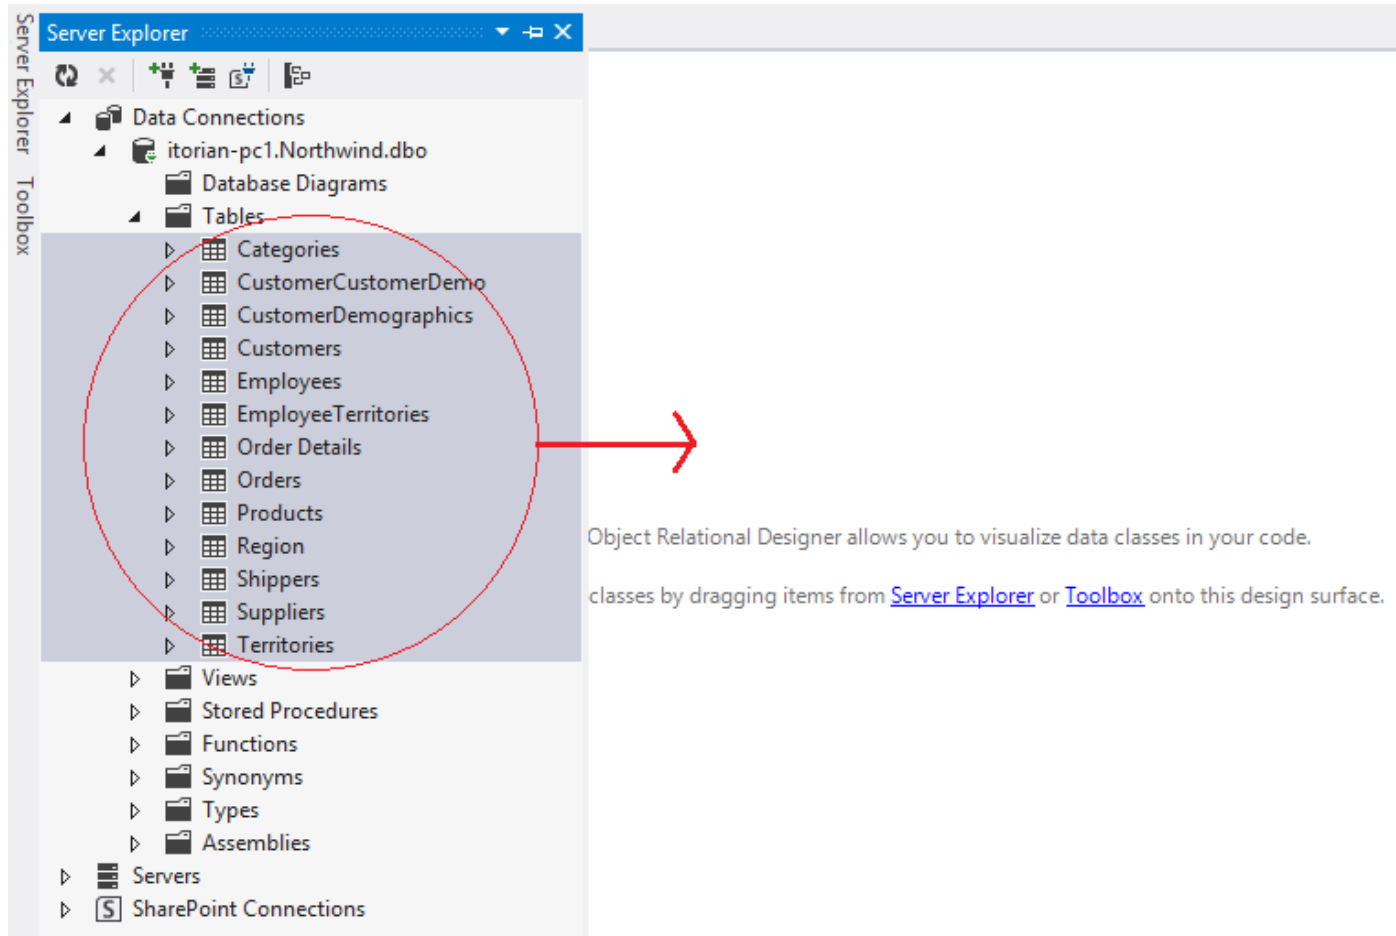 Server Explorer
Toolbox
Server Explorer
Data Connections
itorian-pc1.Northwind.dbo
Database Diagrams
Tables
Categories
CustomerCustomerDemo
CustomerDemographics
Customers
Employees
EmployeeTerritories
Order Details
Orders
Products
Region
Shippers
Suppliers
Territories
Views
Stored Procedures
Functions
Synonyms
Types
Assemblies
Servers
SharePoint Connections
Object Relational Designer allows you to visualize data classes in your code.
classes by dragging items from Server Explorer or Toolbox onto this design surface.